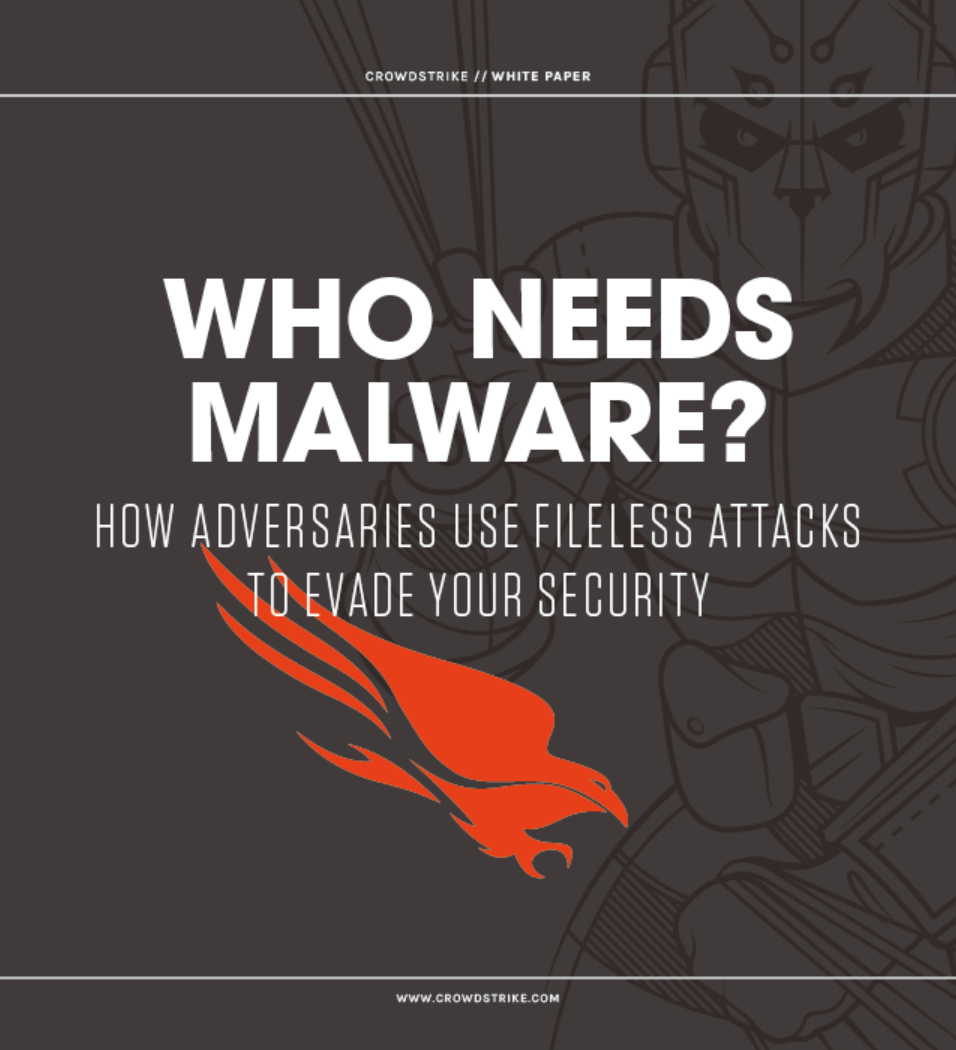 CROWDSTRIKE // WHITE PAPER
WHO NEEDS
MALWARE?
HOW ADVERSARIES USE FILELESS ATTACKS
TO EVADE YOUR SECURITY
WWW.CROWDSTRIKE.COM